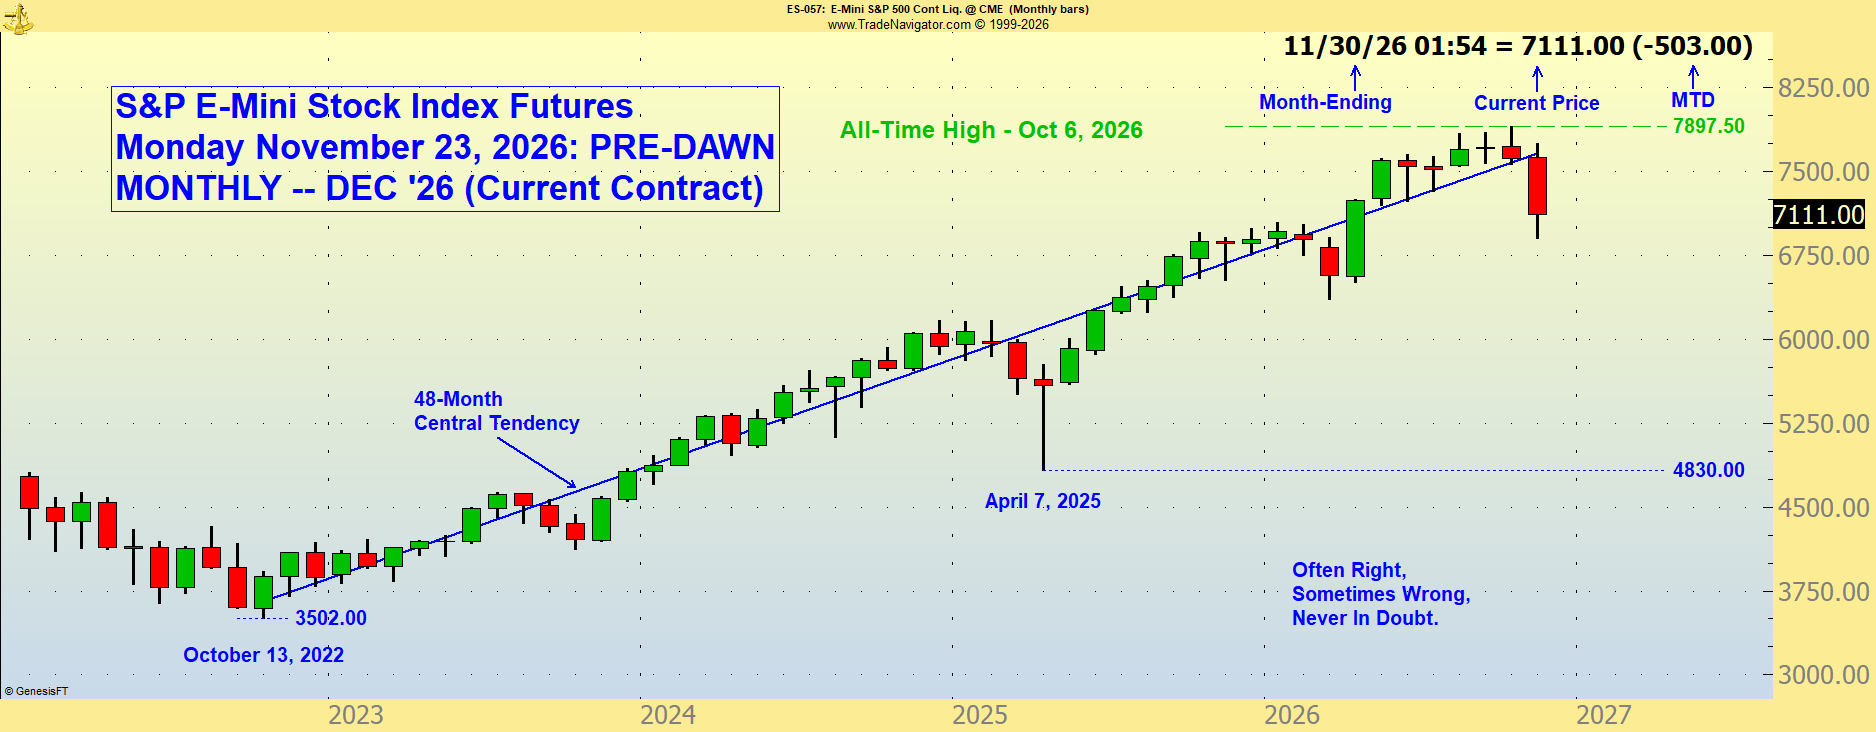 ES-057: E-Mini S&P 500 Cont Liq. @ CME (Monthly bars)
www.TradeNavigator.com © 1999-2026
11/30/26 01:54 = 7111.00 (-503.00)
Month-Ending
Current Price
MTD
S&P E-Mini Stock Index Futures
Monday November 23, 2026: PRE-DAWN
MONTHLY -- DEC '26 (Current Contract)
All-Time High - Oct 6, 2026
7897.50
48-Month
Central Tendency
4830.00
April 7, 2025
3502.00
October 13, 2022
Often Right,
Sometimes Wrong,
Never In Doubt.
8250.00
7500.00
7111.00
6750.00
6000.00
5250.00
4500.00
3750.00
3000.00
© GenesisFT
2023
2024
2025
2026
2027